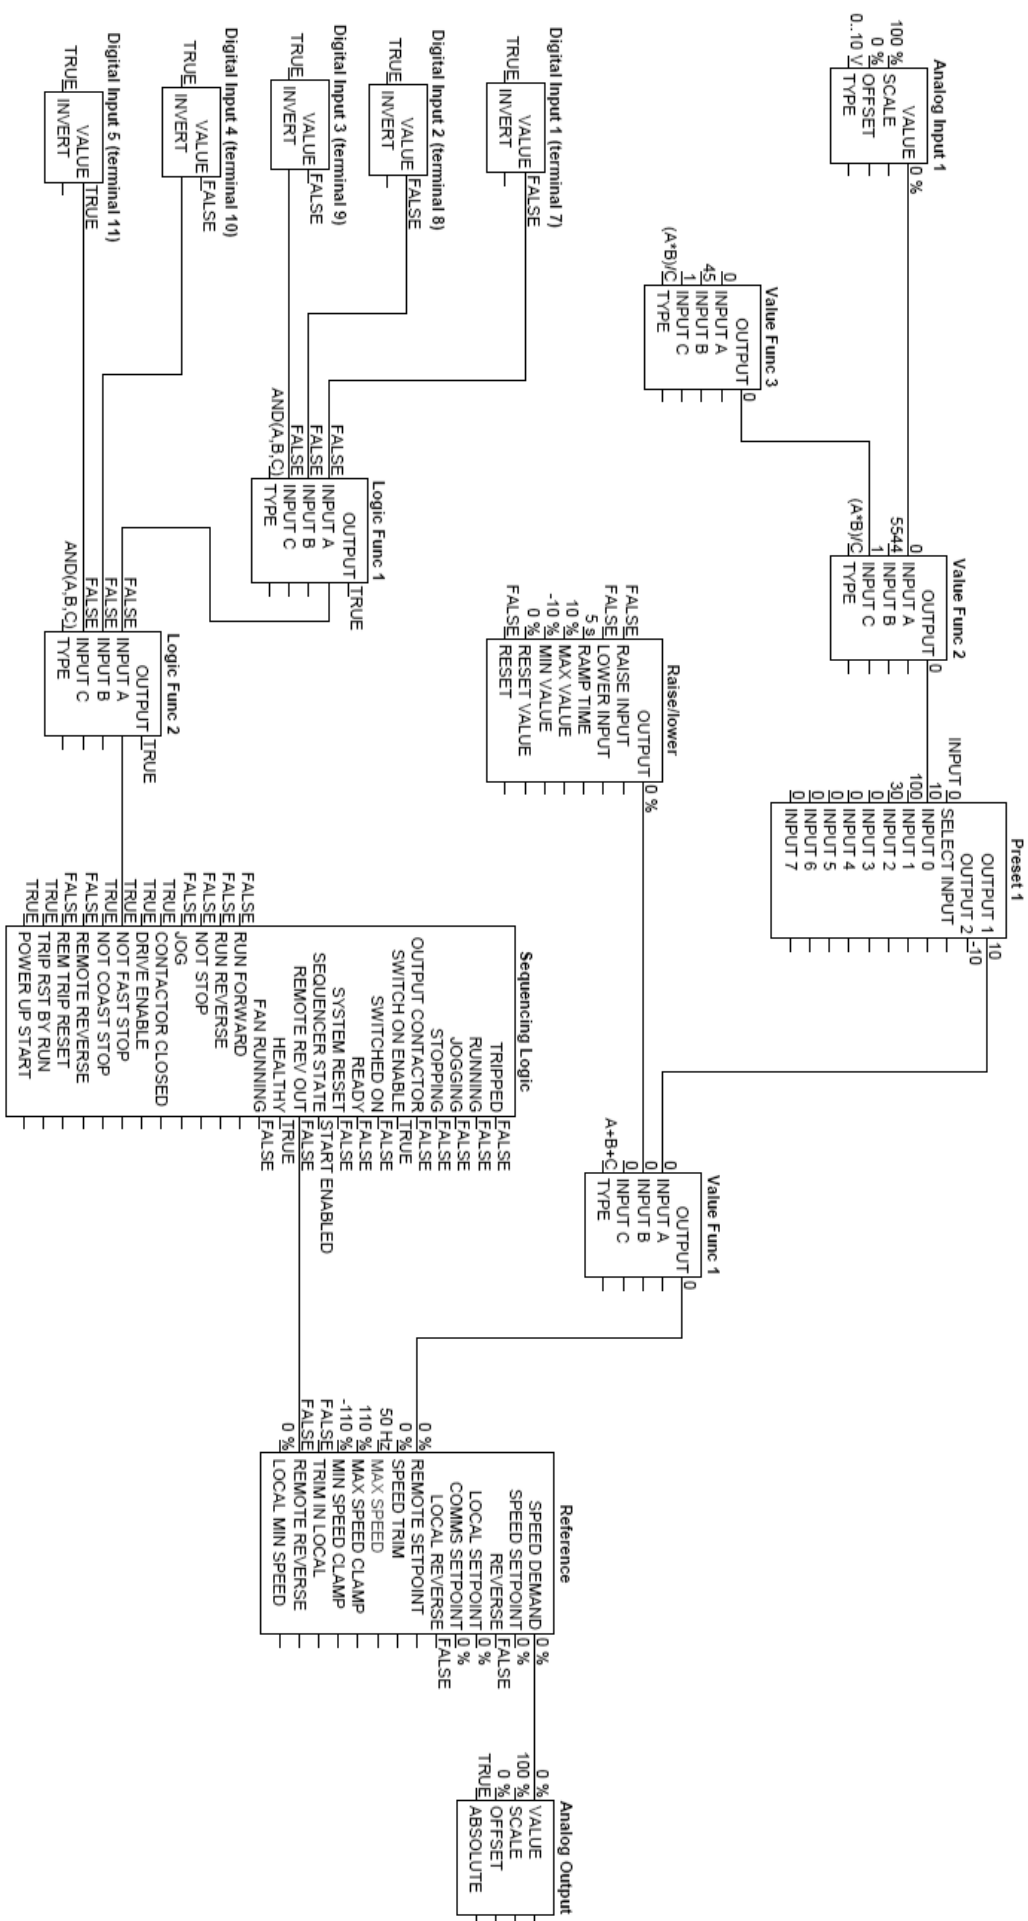 Analog Input 1
VALUE 0 %
100 % SCALE
0 % OFFSET
0..10 V TYPE
Value Func 3
OUTPUT 0
0 INPUT A
45 INPUT B
1 INPUT C
(A*B)/C TYPE
Value Func 2
OUTPUT 0
0 INPUT A
5544 INPUT B
1 INPUT C
(A*B)/C TYPE
Preset 1
OUTPUT 1 10
OUTPUT 2 -10
INPUT 0 SELECT INPUT
10 INPUT 0
100 INPUT 1
30 INPUT 2
0 INPUT 3
0 INPUT 4
0 INPUT 5
0 INPUT 6
0 INPUT 7
Digital Input 1 (terminal 7)
VALUE FALSE
TRUE INVERT
Digital Input 2 (terminal 8)
VALUE FALSE
TRUE INVERT
Digital Input 3 (terminal 9)
VALUE FALSE
TRUE INVERT
Digital Input 4 (terminal 10)
VALUE FALSE
TRUE INVERT
Digital Input 5 (terminal 11)
VALUE TRUE
TRUE INVERT
Logic Func 1
OUTPUT TRUE
FALSE INPUT A
FALSE INPUT B
FALSE INPUT C
AND(A,B,C) TYPE
Logic Func 2
OUTPUT TRUE
FALSE INPUT A
FALSE INPUT B
FALSE INPUT C
AND(A,B,C) TYPE
Raise/lower
OUTPUT 0 %
FALSE RAISE INPUT
FALSE LOWER INPUT
5 s RAMP TIME
10 % MAX VALUE
-10 % MIN VALUE
0 % RESET VALUE
FALSE RESET
Sequencing Logic
TRIPPED FALSE
RUNNING FALSE
JOGGING FALSE
STOPPING FALSE
OUTPUT CONTACTOR FALSE
SWITCH ON ENABLE TRUE
SWITCHED ON FALSE
READY FALSE
SYSTEM RESET FALSE
SEQUENCER STATE START ENABLED
REMOTE REV OUT FALSE
HEALTHY TRUE
FAN RUNNING FALSE
FALSE RUN FORWARD
FALSE RUN REVERSE
FALSE NOT STOP
FALSE JOG
TRUE CONTACTOR CLOSED
TRUE DRIVE ENABLE
TRUE NOT FAST STOP
TRUE NOT COAST STOP
FALSE REMOTE REVERSE
FALSE REM TRIP RESET
TRUE TRIP RST BY RUN
TRUE POWER UP START
Value Func 1
OUTPUT 0
0 INPUT A
0 INPUT B
0 INPUT C
A+B+C TYPE
Reference
SPEED DEMAND 0 %
SPEED SETPOINT 0 %
REVERSE FALSE
LOCAL SETPOINT 0 %
COMMS SETPOINT 0 %
LOCAL REVERSE FALSE
0 % REMOTE SETPOINT
0 % SPEED TRIM
50 Hz MAX SPEED
110 % MAX SPEED CLAMP
-110 % MIN SPEED CLAMP
FALSE TRIM IN LOCAL
FALSE REMOTE REVERSE
0 % LOCAL MIN SPEED
Analog Output
0 % VALUE
100 % SCALE
0 % OFFSET
TRUE ABSOLUTE